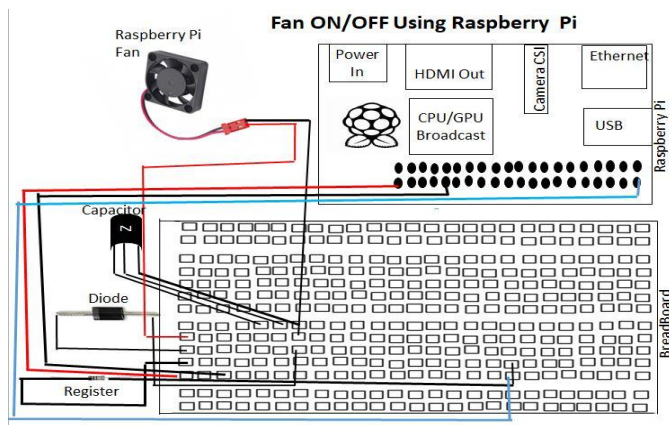 Fan ON/OFF Using Raspberry Pi
Raspberry Pi
Fan
Power
In
HDMI Out
Camera CSI
Ethernet
CPU/GPU
Broadcast
USB
Raspberry Pi
Capacitor
Z
Diode
Register
BreadBoard